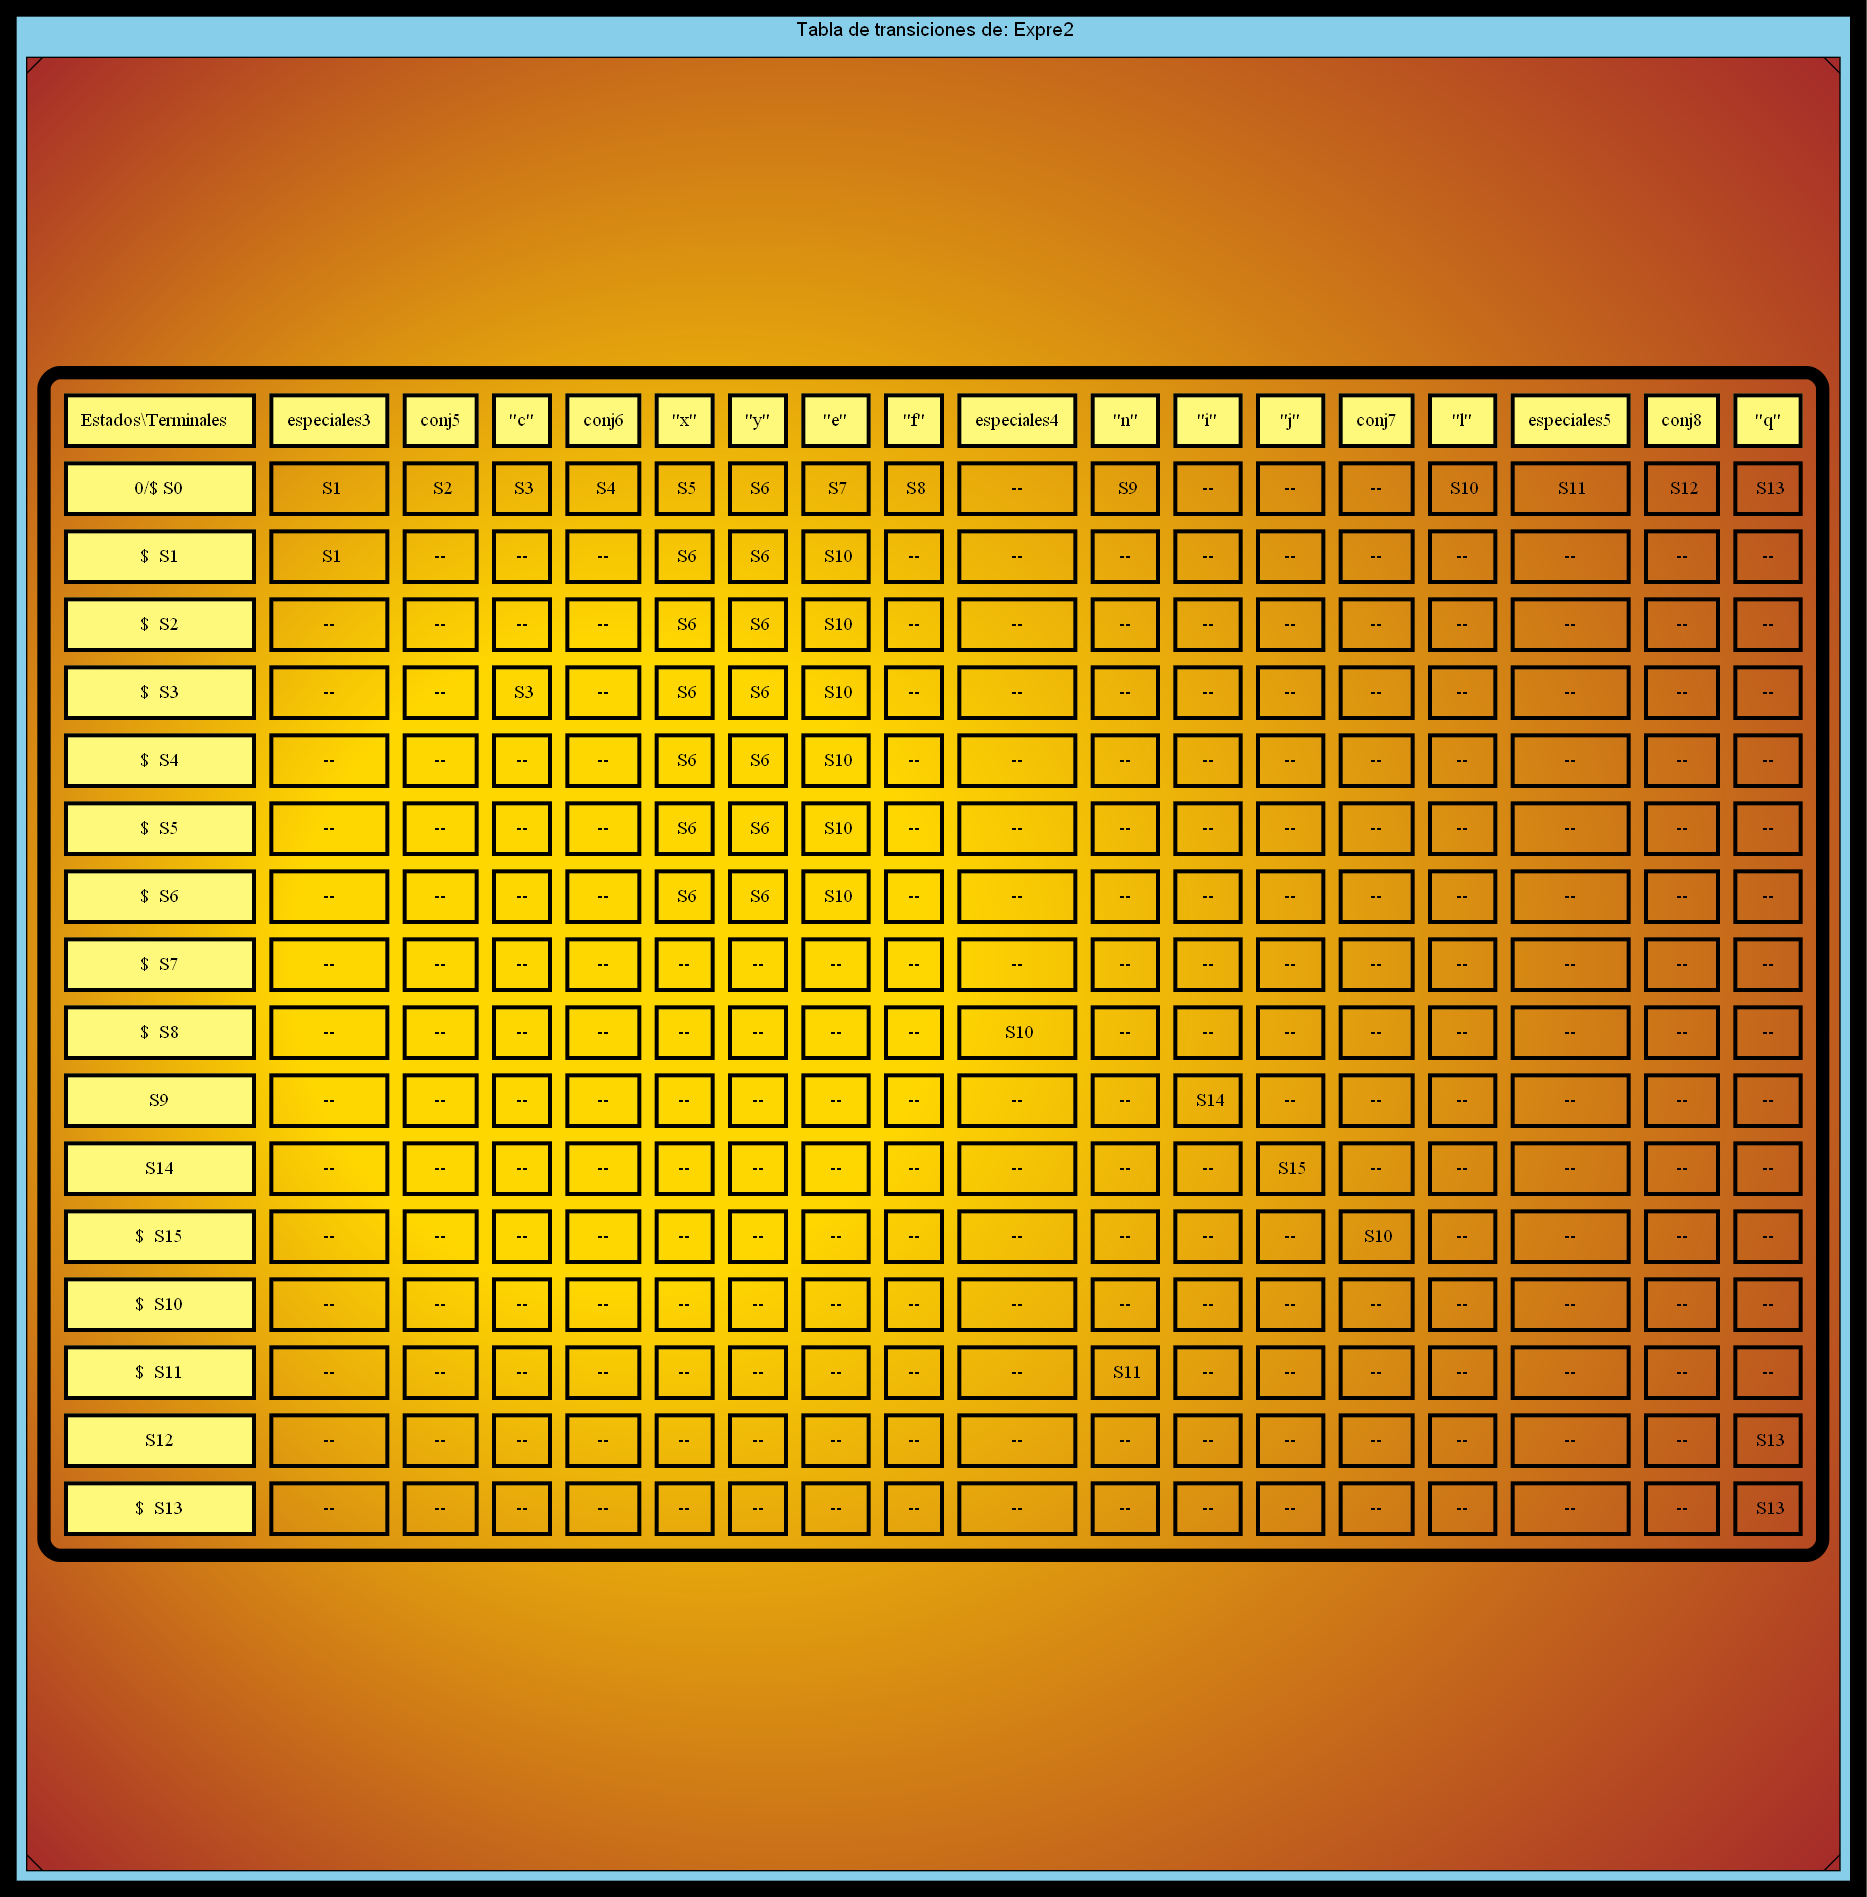 Tabla de transiciones de: Expre2
Estados\Terminales especiales3 conj5 "c" conj6 "x" "y" "e" "f" especiales4 "n" "i" "j" conj7 "l" especiales5 conj8 "q"
0/$ S0 S1 S2 S3 S4 S5 S6 S7 S8 -- S9 -- -- -- S10 S11 S12 S13
$ S1 S1 -- -- -- S6 S6 S10 -- -- -- -- -- -- -- -- -- --
$ S2 -- -- -- -- S6 S6 S10 -- -- -- -- -- -- -- -- -- --
$ S3 -- -- S3 -- S6 S6 S10 -- -- -- -- -- -- -- -- -- --
$ S4 -- -- -- -- S6 S6 S10 -- -- -- -- -- -- -- -- -- --
$ S5 -- -- -- -- S6 S6 S10 -- -- -- -- -- -- -- -- -- --
$ S6 -- -- -- -- S6 S6 S10 -- -- -- -- -- -- -- -- -- --
$ S7 -- -- -- -- -- -- -- -- -- -- -- -- -- -- -- -- --
$ S8 -- -- -- -- -- -- -- -- S10 -- -- -- -- -- -- -- --
S9 -- -- -- -- -- -- -- -- -- -- S14 -- -- -- -- -- --
S14 -- -- -- -- -- -- -- -- -- -- -- S15 -- -- -- -- --
$ S15 -- -- -- -- -- -- -- -- -- -- -- -- S10 -- -- -- --
$ S10 -- -- -- -- -- -- -- -- -- -- -- -- -- -- -- -- --
$ S11 -- -- -- -- -- -- -- -- -- S11 -- -- -- -- -- -- --
S12 -- -- -- -- -- -- -- -- -- -- -- -- -- -- -- -- S13
$ S13 -- -- -- -- -- -- -- -- -- -- -- -- -- -- -- -- S13